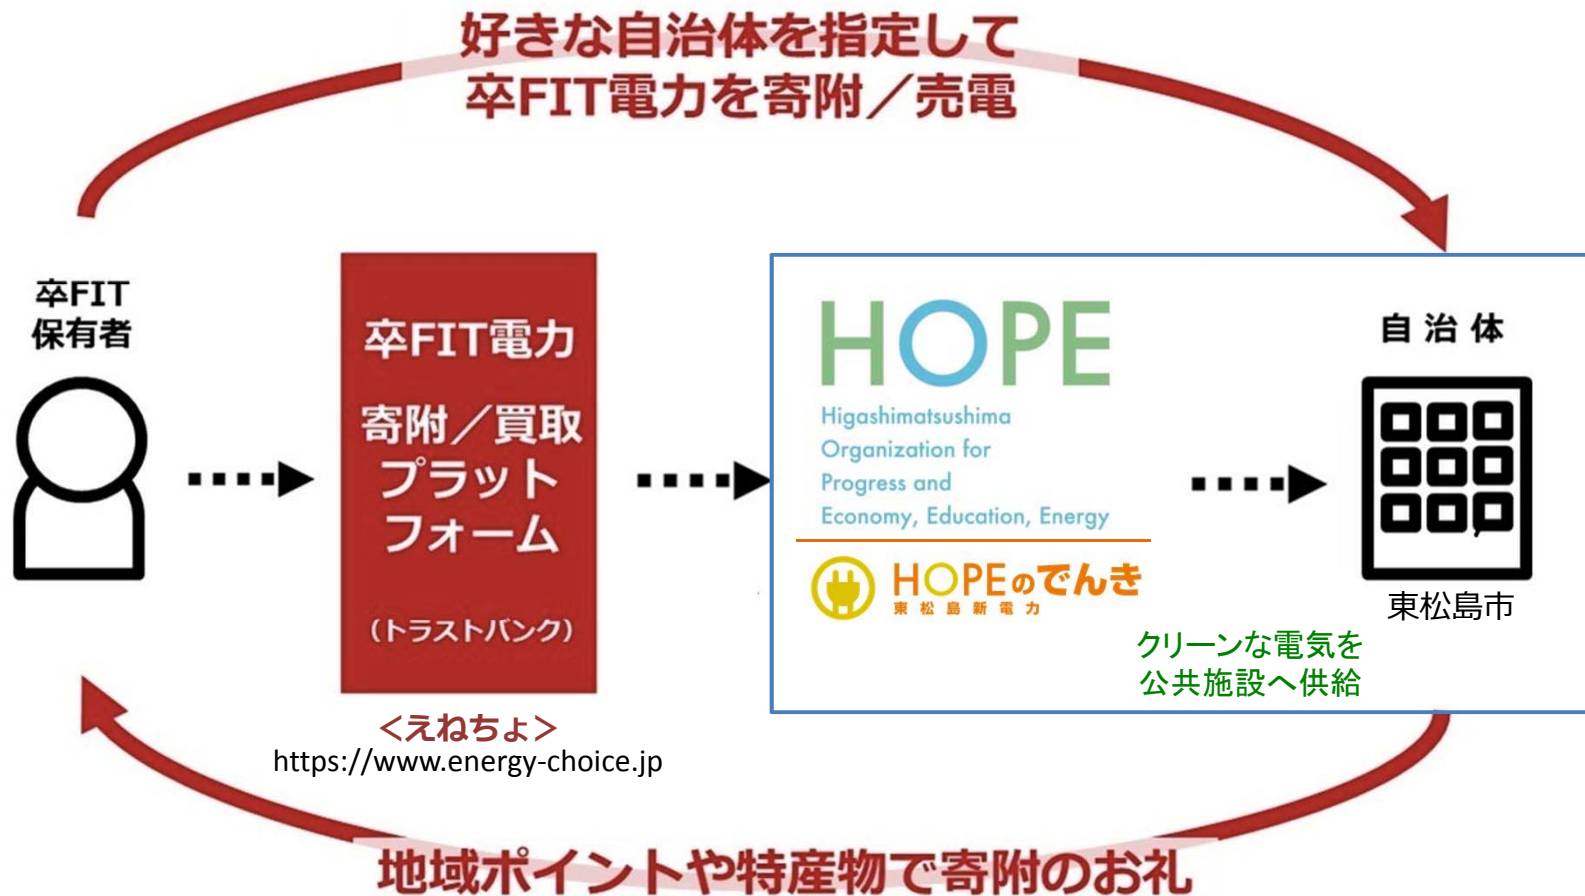 好きな自治体を指定して
卒FIT電力を寄附／売電
卒FIT
保有者
卒FIT電力
寄附／買取
プラット
フォーム
（トラストバンク）
＜えねちょ＞
https://www.energy-choice.jp
HOPE
Higashimatsushima
Organization for
Progress and
Economy, Education, Energy
HOPEのでんき
東松島新電力
自治体
東松島市
クリーンな電気を
公共施設へ供給
地域ポイントや特産物で寄附のお礼